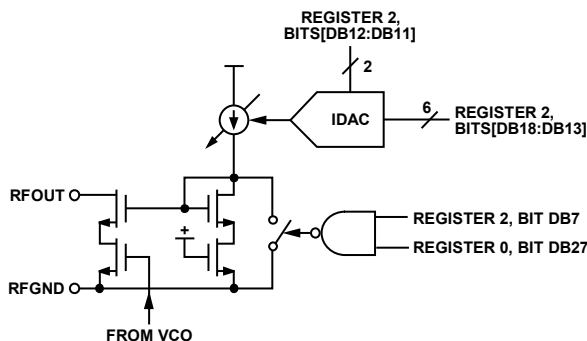 REGISTER 2,
BITS[DB12:DB11]
2
IDAC
6
REGISTER 2,
BITS[DB18:DB13]
RFOUT
+
REGISTER 2, BIT DB7
REGISTER 0, BIT DB27
RFGND
FROM VCO